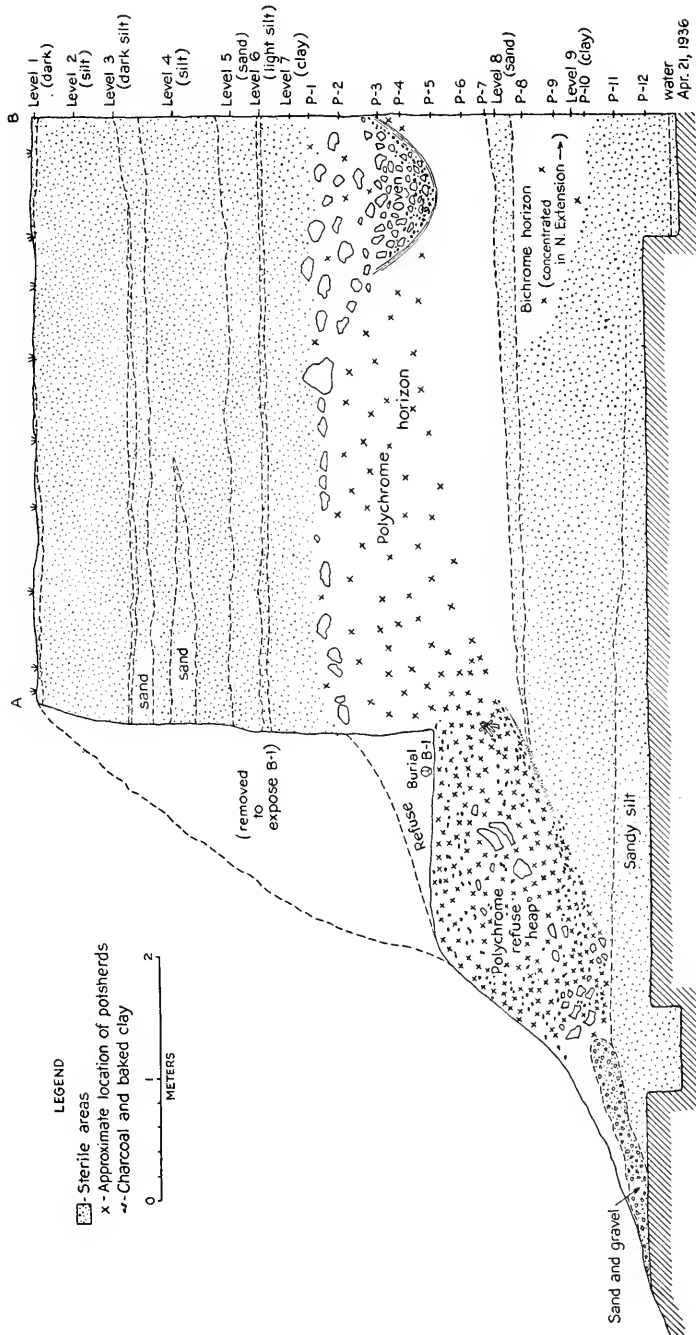 A
B
Level 1
(dark)
Level 2
(silt)
Level 3
(dark silt)
Level 4
(silt)
Level 5
(sand)
Level 6
(light silt)
Level 7
(clay)
P-1
P-2
P-3
P-4
P-5
P-6
P-7
Level 8
(sand)
P-8
P-9
Level 9
P-10 (clay)
P-11
P-12
water
Apr. 21, 1936
sand
sand
(removed
to
expose B-1)
Refuse
Burial
B-1
Oven
Polychrome
horizon
Bichrome horizon
x (concentrated
in N. Extension →)
Polychrome
refuse
heap
Sandy silt
Sand and gravel
LEGEND
- Sterile areas
x - Approximate location of potsherds
- Charcoal and baked clay
0 1 2
METERS